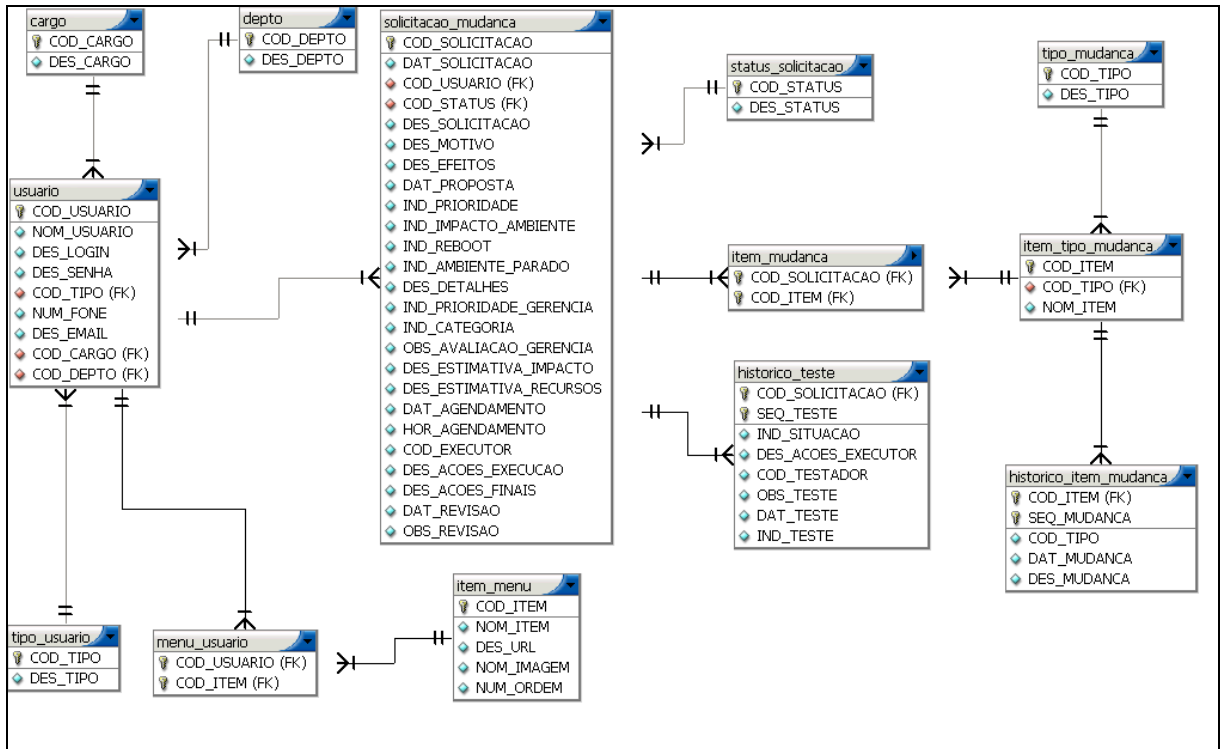 cargo
COD_CARGO
DES_CARGO
depto
COD_DEPTO
DES_DEPTO
solicitacao_mudanca
COD_SOLICITACAO
DAT_SOLICITACAO
COD_USUARIO (FK)
COD_STATUS (FK)
DES_SOLICITACAO
DES_MOTIVO
DES_EFEITOS
DAT_PROPOSTA
IND_PRIORIDADE
IND_IMPACTO_AMBIENTE
IND_REBOOT
IND_AMBIENTE_PARADO
DES_DETALHES
IND_PRIORIDADE_GERENCIA
IND_CATEGORIA
OBS_AVALIACAO_GERENCIA
DES_ESTIMATIVA_IMPACTO
DES_ESTIMATIVA_RECURSOS
DAT_AGENDAMENTO
HOR_AGENDAMENTO
COD_EXECUTOR
DES_ACOES_EXECUCAO
DES_ACOES_FINAIS
DAT_REVISAO
OBS_REVISAO
status_solicitacao
COD_STATUS
DES_STATUS
tipo_mudanca
COD_TIPO
DES_TIPO
usuario
COD_USUARIO
NOM_USUARIO
DES_LOGIN
DES_SENHA
COD_TIPO (FK)
NUM_FONE
DES_EMAIL
COD_CARGO (FK)
COD_DEPTO (FK)
item_mudanca
COD_SOLICITACAO (FK)
COD_ITEM (FK)
item_tipo_mudanca
COD_ITEM
COD_TIPO (FK)
NOM_ITEM
historico_teste
COD_SOLICITACAO (FK)
SEQ_TESTE
IND_SITUACAO
DES_ACOES_EXECUTOR
COD_TESTADOR
OBS_TESTE
DAT_TESTE
IND_TESTE
historico_item_mudanca
COD_ITEM (FK)
SEQ_MUDANCA
COD_TIPO
DAT_MUDANCA
DES_MUDANCA
tipo_usuario
COD_TIPO
DES_TIPO
menu_usuario
COD_USUARIO (FK)
COD_ITEM (FK)
item_menu
COD_ITEM
NOM_ITEM
DES_URL
NOM_IMAGEM
NUM_ORDEM